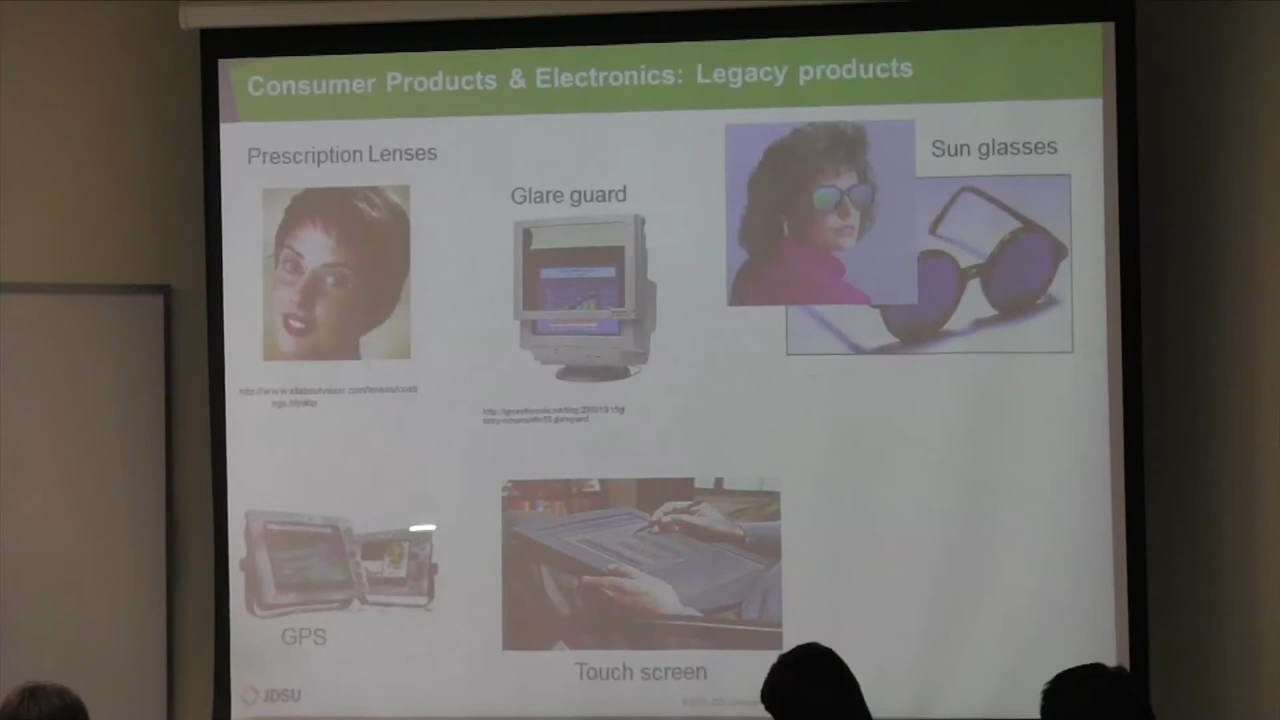 Consumer Products & Electronics: Legacy products
Prescription Lenses
Glare guard
Sun glasses
GPS
Touch screen
JDSU